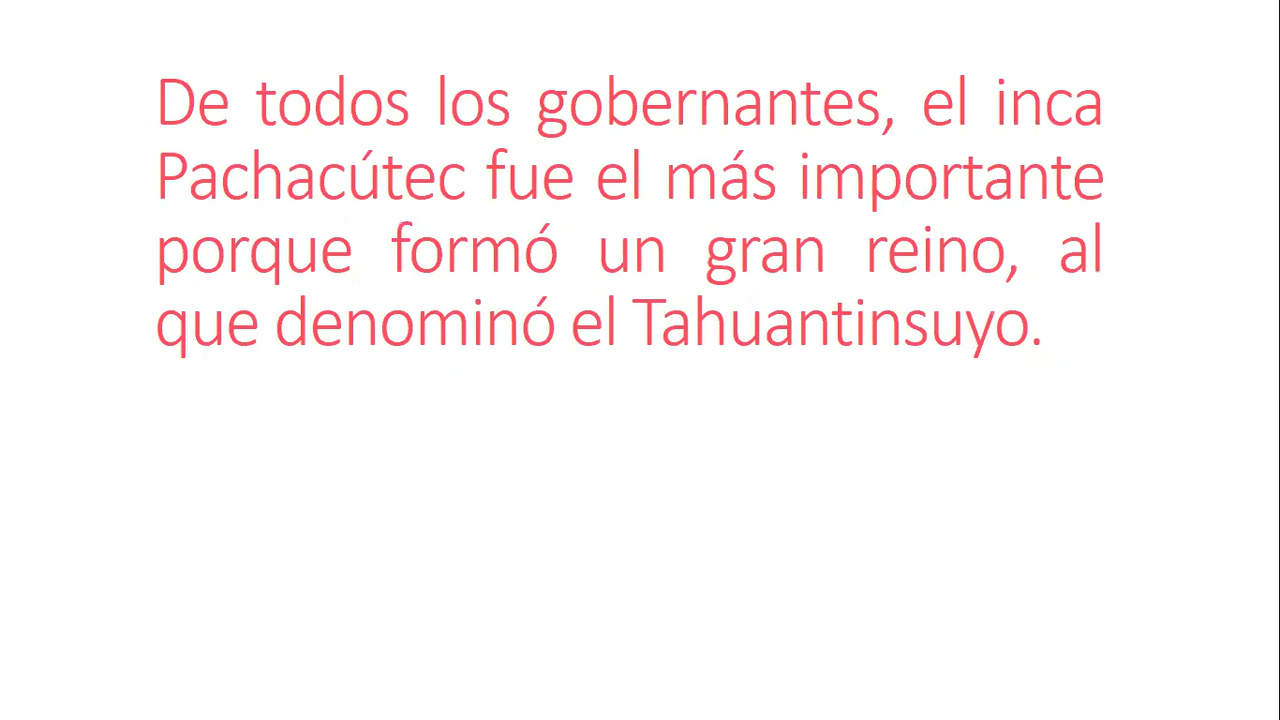 De todos los gobernantes, el inca
Pachacútec fue el más importante
porque formó un gran reino, al
que denominó el Tahuantinsuyo.